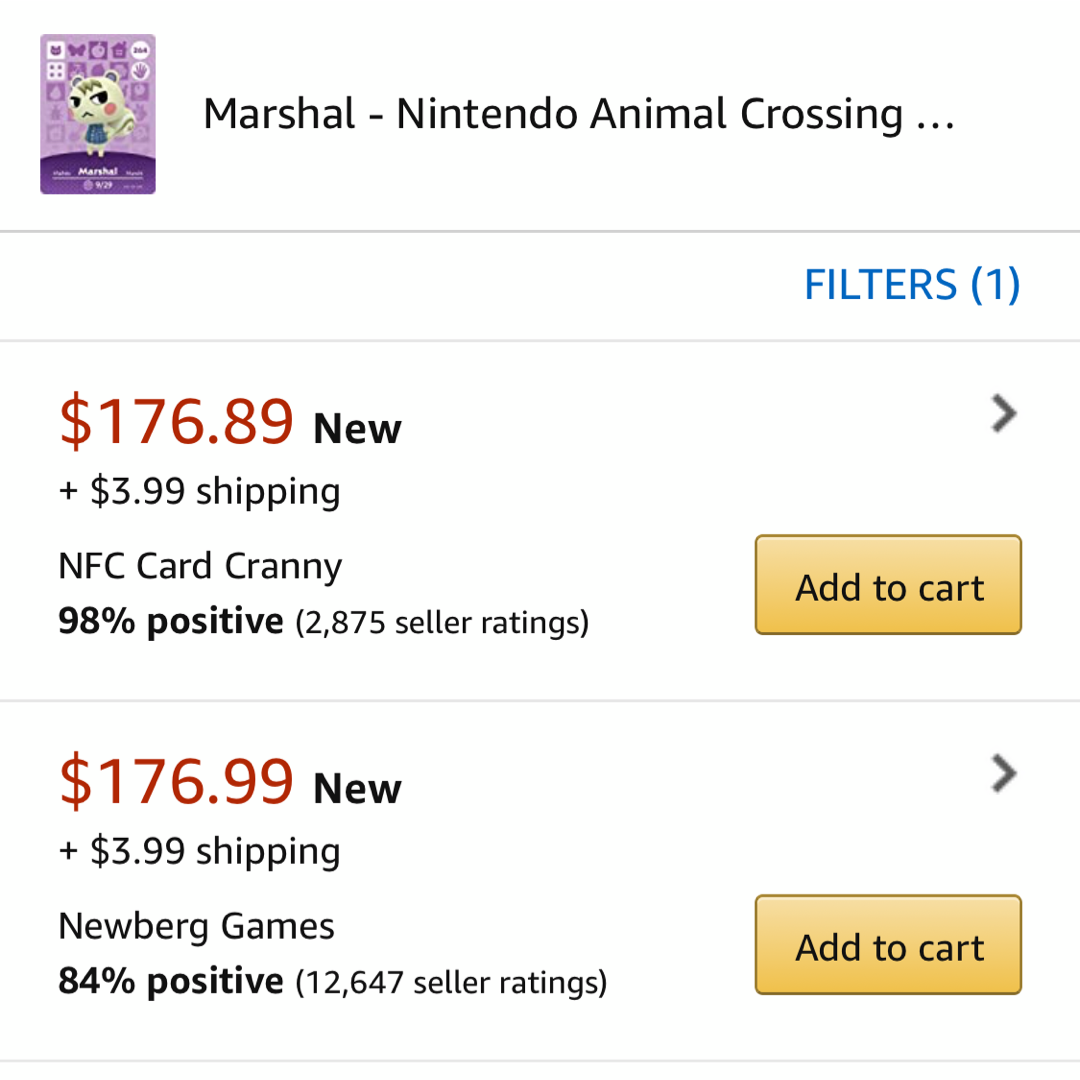 264
Marshal
9/29
Marshal - Nintendo Animal Crossing ...
FILTERS (1)
$176.89 New
+ $3.99 shipping
NFC Card Cranny
98% positive (2,875 seller ratings)
Add to cart
$176.99 New
+ $3.99 shipping
Newberg Games
84% positive (12,647 seller ratings)
Add to cart